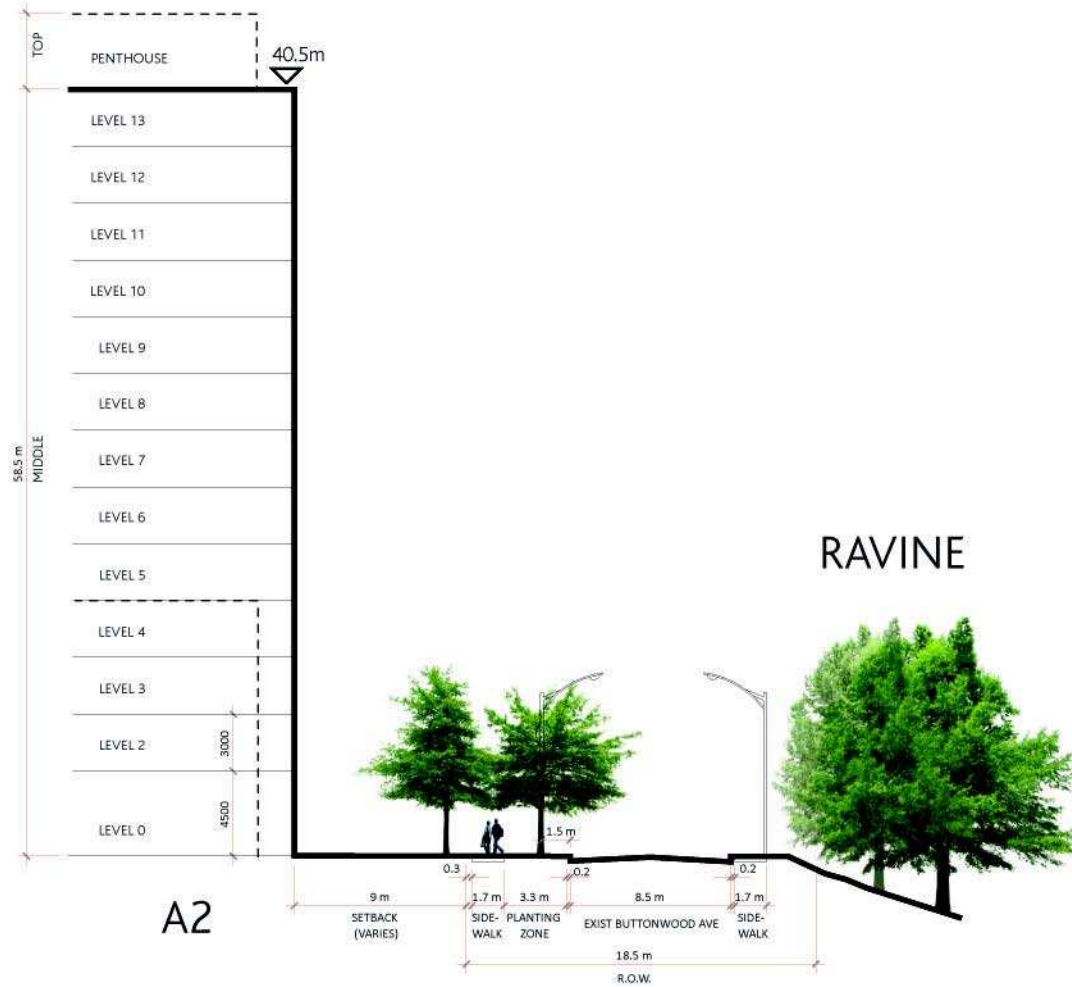 TOP
PENTHOUSE
40.5m
LEVEL 13
LEVEL 12
LEVEL 11
LEVEL 10
LEVEL 9
LEVEL 8
LEVEL 7
58.5 m
MIDDLE
LEVEL 6
LEVEL 5
LEVEL 4
LEVEL 3
LEVEL 2
3000
LEVEL 0
4500
RAVINE
1.5 m
0.3
0.2
0.2
9 m
1.7 m
3.3 m
8.5 m
1.7 m
SETBACK
(VARIES)
SIDE-
WALK
PLANTING
ZONE
EXIST BUTTONWOOD AVE
SIDE-
WALK
18.5 m
R.O.W.
A2